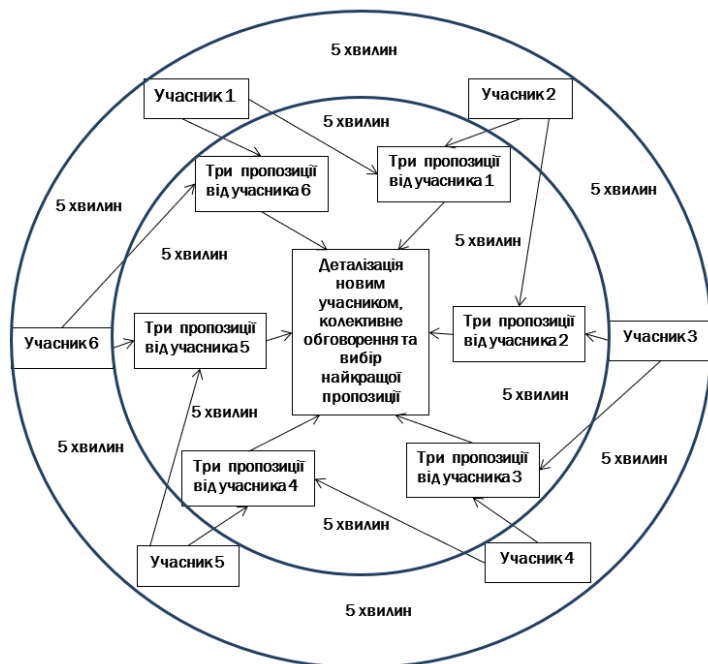 5 хвилин
Учасник 1
Учасник 2
5 хвилин
Три пропозиції
від учасника 6
Три пропозиції
від учасника 1
5 хвилин
5 хвилин
5 хвилин
5 хвилин
Деталізація
новим
учасником,
колективне
обговорення та
вибір
найкращої
пропозиції
Учасник 6
Три пропозиції
від учасника 5
Три пропозиції
від учасника 2
Учасник 3
5 хвилин
5 хвилин
5 хвилин
5 хвилин
Три пропозиції
від учасника 4
Три пропозиції
від учасника 3
5 хвилин
Учасник 5
Учасник 4
5 хвилин